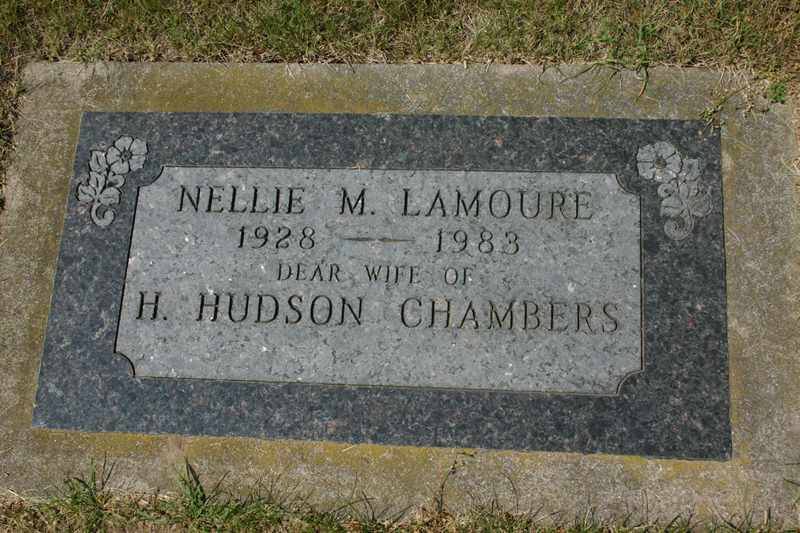 NELLIE M. LAMOURE
1928 — 1983
DEAR WIFE OF
H. HUDSON CHAMBERS